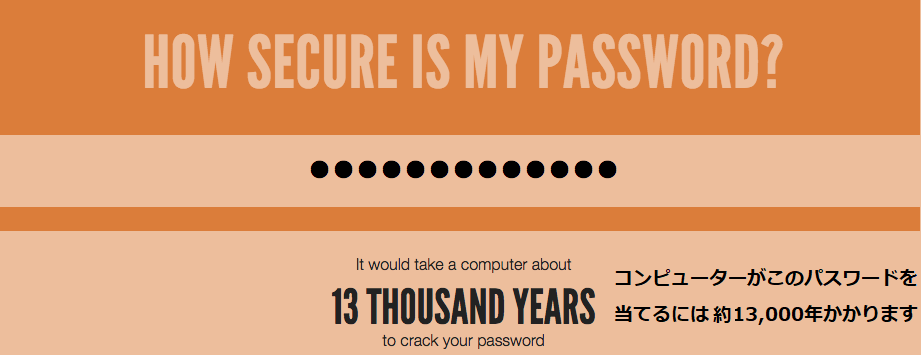 HOW SECURE IS MY PASSWORD?
●●●●●●●●●●●●●
It would take a computer about
13 THOUSAND YEARS
to crack your password
コンピューターがこのパスワードを
当てるには 約13,000年かかります